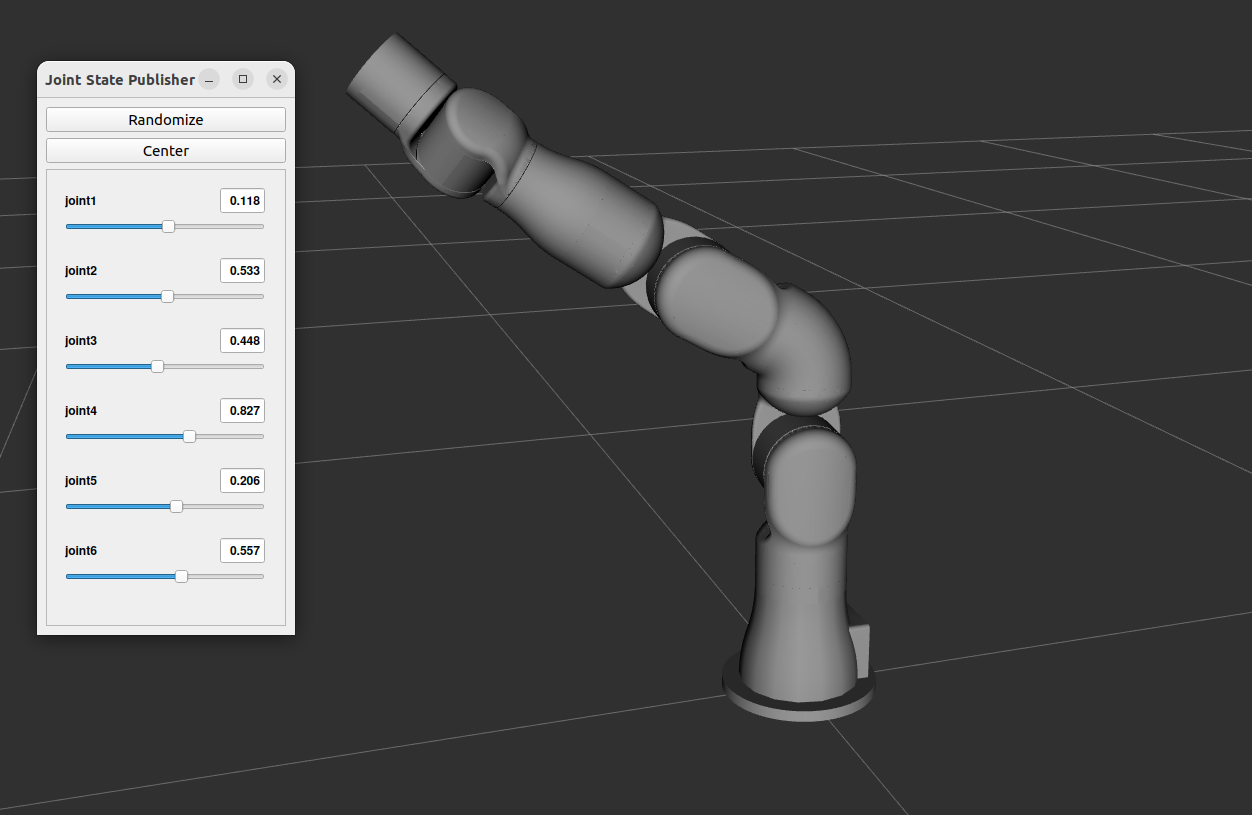 Joint State Publisher
Randomize
Center
joint1 0.118
joint2 0.533
joint3 0.448
joint4 0.827
joint5 0.206
joint6 0.557